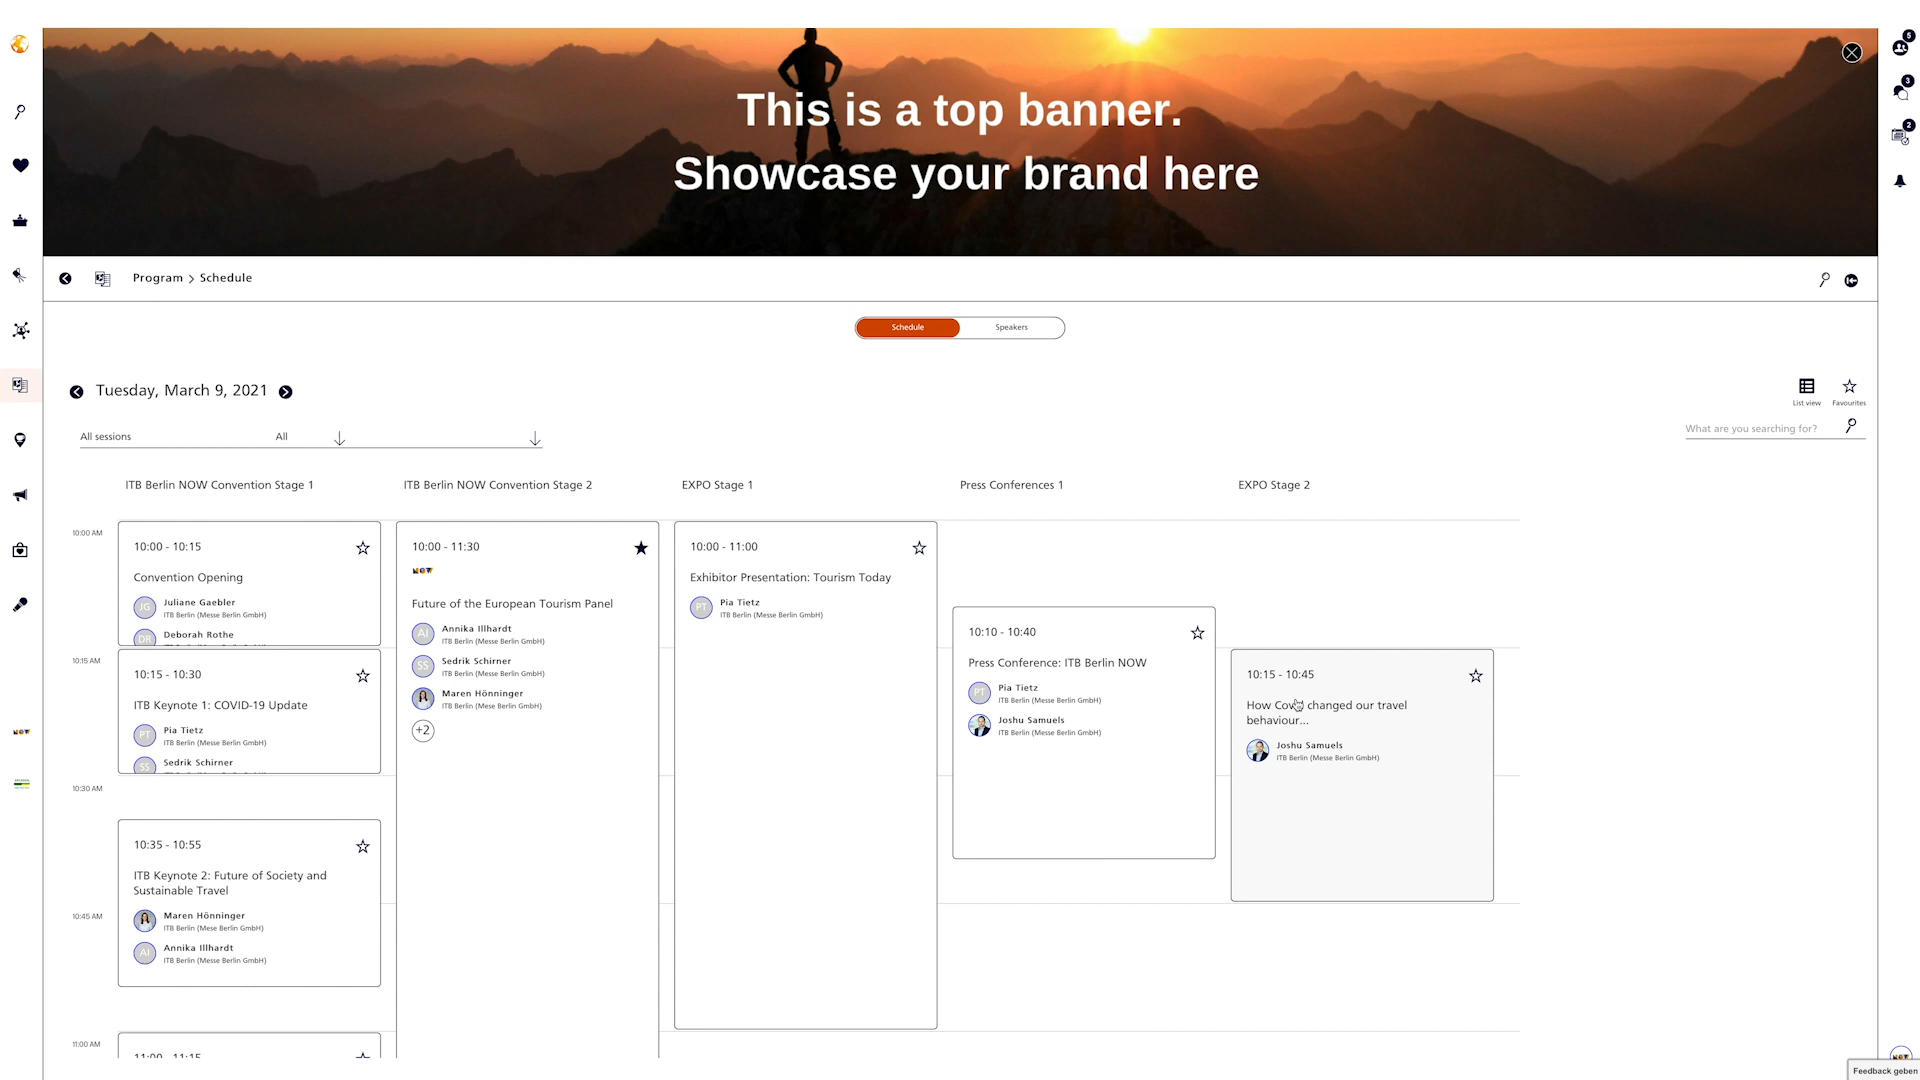 5
3
2
This is a top banner.
Showcase your brand here
Program > Schedule
Schedule
Speakers
Tuesday, March 9, 2021
List view
Favourites
All sessions
All
What are you searching for?
ITB Berlin NOW Convention Stage 1
ITB Berlin NOW Convention Stage 2
EXPO Stage 1
Press Conferences 1
EXPO Stage 2
10:00 AM
10:15 AM
10:30 AM
10:45 AM
11:00 AM
10:00 - 10:15
Convention Opening
JG
Juliane Gaebler
ITB Berlin (Messe Berlin GmbH)
DR
Deborah Rothe
10:15 - 10:30
ITB Keynote 1: COVID-19 Update
PT
Pia Tietz
ITB Berlin (Messe Berlin GmbH)
SS
Sedrik Schirner
10:35 - 10:55
ITB Keynote 2: Future of Society and
Sustainable Travel
Maren Hönninger
ITB Berlin (Mese Berlin GmbH)
AI
Annika Illhardt
ITB Berlin (Messe Berlin GmbH)
11:00 - 11:15
10:00 - 11:30
NOW
Future of the European Tourism Panel
AI
Annika Illhardt
ITB Berlin (Messe Berlin GmbH)
SS
Sedrik Schirner
ITB Berlin (Messe Berlin GmbH)
Maren Hönninger
ITB Berlin (Mese Berlin GmbH)
+2
10:00 - 11:00
Exhibitor Presentation: Tourism Today
PT
Pia Tietz
ITB Berlin (Messe Berlin GmbH)
10:10 - 10:40
Press Conference: ITB Berlin NOW
PT
Pia Tietz
ITB Berlin (Messe Berlin GmbH)
Joshu Samuels
ITB Berlin (Messe Berlin GmbH)
10:15 - 10:45
How Covid changed our travel
behaviour...
Joshu Samuels
ITB Berlin (Messe Berlin GmbH)
NOW
NOW
Feedback geben